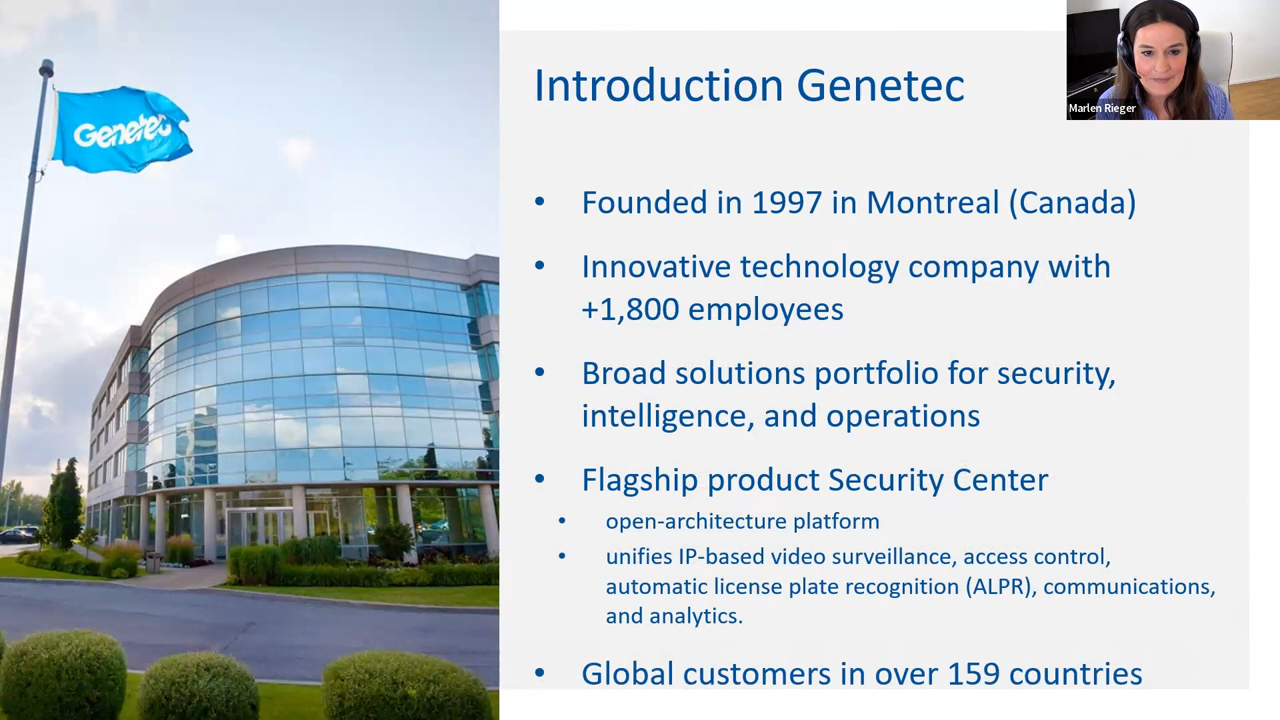 Genetec
Introduction Genetec
Marlen Rieger
• Founded in 1997 in Montreal (Canada)
• Innovative technology company with
+1,800 employees
• Broad solutions portfolio for security,
intelligence, and operations
• Flagship product Security Center
• open-architecture platform
• unifies IP-based video surveillance, access control,
automatic license plate recognition (ALPR), communications,
and analytics.
• Global customers in over 159 countries